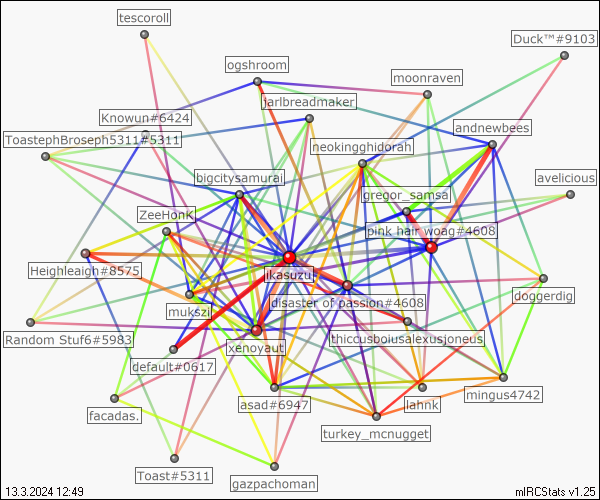 tescoroll
Duck™#9103
ogshroom
moonraven
jarlbreadmaker
Knowun#6424
andnewbees
ToastephBroseph5311#5311
neokingghidorah
bigcitysamurai
avelicious
gregor_samsa
ZeeHonK
pink hair woag#4608
Heighleaigh#8575
ikasuzuj
doggerdig
mukszil
disaster of passion#4608
Random Stuf6#5983
thiccusboiusalexusjoneus
xenoyaut
default#0617
mingus4742
asad#6947
lahnk
facadas.
turkey_mcnugget
Toast#5311
gazpachoman
13.3.2024 12:49
mIRCStats v1.25